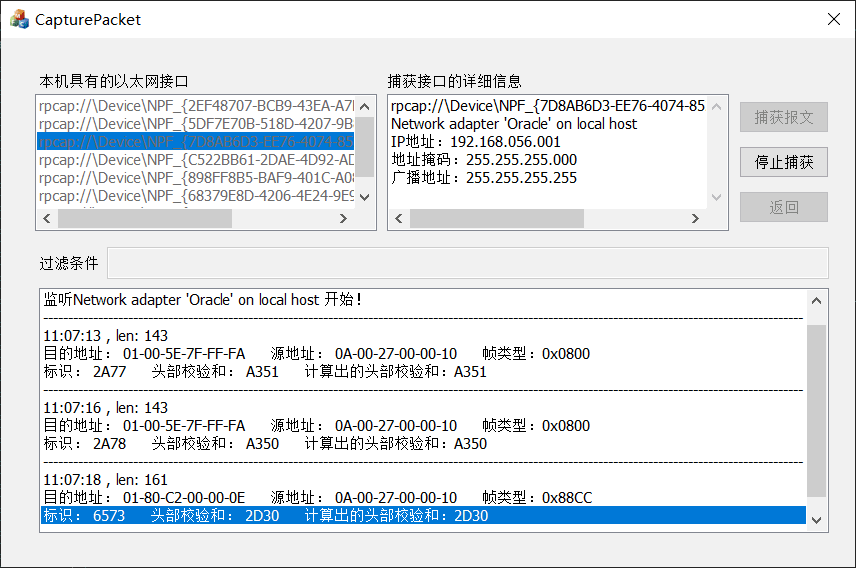 CapturePacket
本机具有的以太网接口
rpcap://\Device\NPF_{2EF48707-BCB9-43EA-A7
rpcap://\Device\NPF_{5DF7E70B-518D-4207-9B
rpcap://\Device\NPF_{7D8AB6D3-EE76-4074-85
rpcap://\Device\NPF_{C522BB61-2DAE-4D92-AD
rpcap://\Device\NPF_{898FF8B5-BAF9-401C-A0
rpcap://\Device\NPF_{68379E8D-4206-4E24-9E9
捕获接口的详细信息
rpcap://\Device\NPF_{7D8AB6D3-EE76-4074-85
Network adapter 'Oracle' on local host
IP地址：192.168.056.001
地址掩码：255.255.255.000
广播地址：255.255.255.255
捕获报文
停止捕获
返回
过滤条件
监听Network adapter 'Oracle' on local host 开始！
11:07:13 , len: 143
目的地址： 01-00-5E-7F-FF-FA 源地址： 0A-00-27-00-00-10 帧类型：0x0800
标识： 2A77 头部校验和： A351 计算出的头部校验和：A351
11:07:16 , len: 143
目的地址： 01-00-5E-7F-FF-FA 源地址： 0A-00-27-00-00-10 帧类型：0x0800
标识： 2A78 头部校验和： A350 计算出的头部校验和：A350
11:07:18 , len: 161
目的地址： 01-80-C2-00-00-0E 源地址： 0A-00-27-00-00-10 帧类型：0x88CC
标识： 6573 头部校验和： 2D30 计算出的头部校验和：2D30